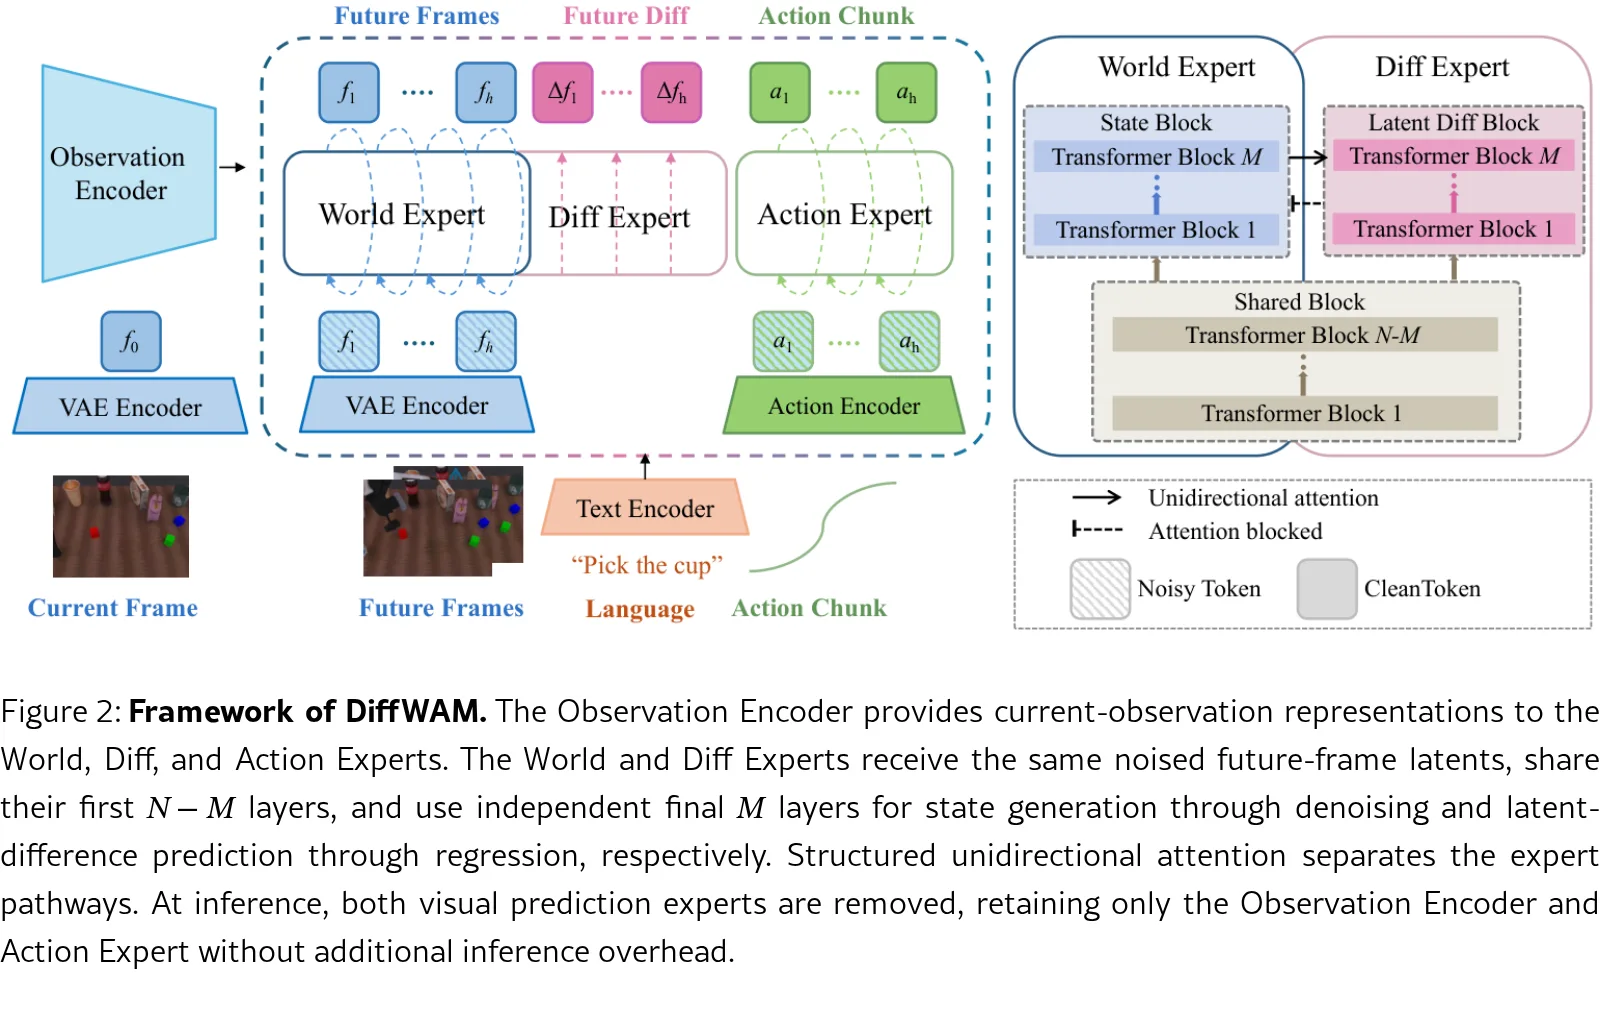 Future Frames Future Diff Action Chunk
f1 .... fh Δf1 .... Δfh a1 .... ah
Observation
Encoder
World Expert Diff Expert Action Expert
f0
f1 .... fh a1 .... ah
VAE Encoder VAE Encoder Action Encoder
Text Encoder
“Pick the cup”
Current Frame Future Frames Language Action Chunk
World Expert Diff Expert
State Block Latent Diff Block
Transformer Block M Transformer Block M
Transformer Block 1 Transformer Block 1
Shared Block
Transformer Block N-M
Transformer Block 1
Unidirectional attention
Attention blocked
Noisy Token CleanToken
Figure 2: Framework of DiffWAM. The Observation Encoder provides current-observation representations to the
World, Diff, and Action Experts. The World and Diff Experts receive the same noised future-frame latents, share
their first N − M layers, and use independent final M layers for state generation through denoising and latent-
difference prediction through regression, respectively. Structured unidirectional attention separates the expert
pathways. At inference, both visual prediction experts are removed, retaining only the Observation Encoder and
Action Expert without additional inference overhead.